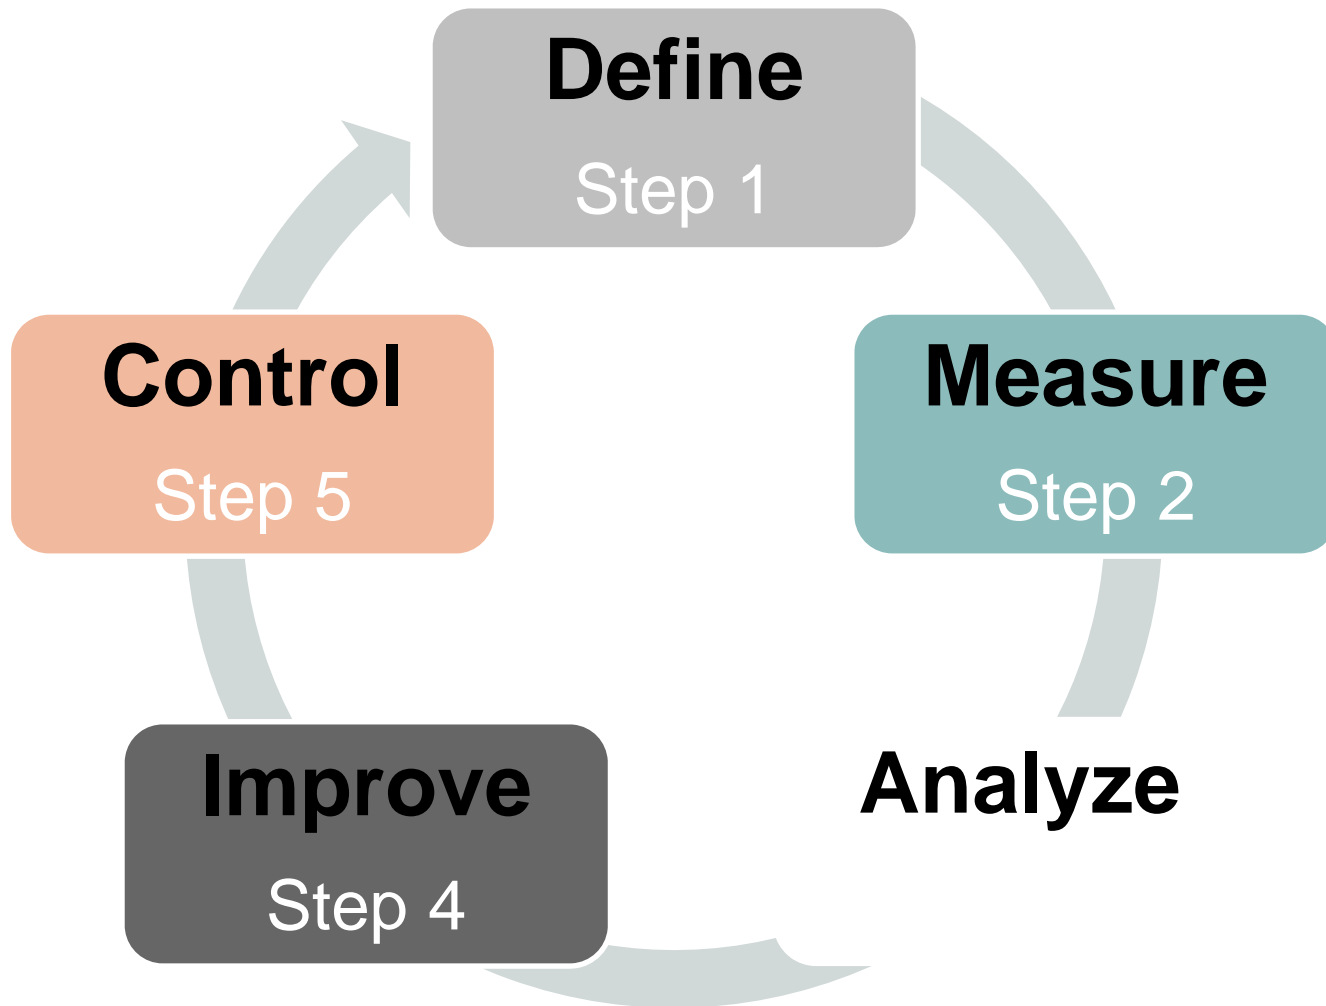 Define
Step 1
Measure
Step 2
Analyze
Improve
Step 4
Control
Step 5